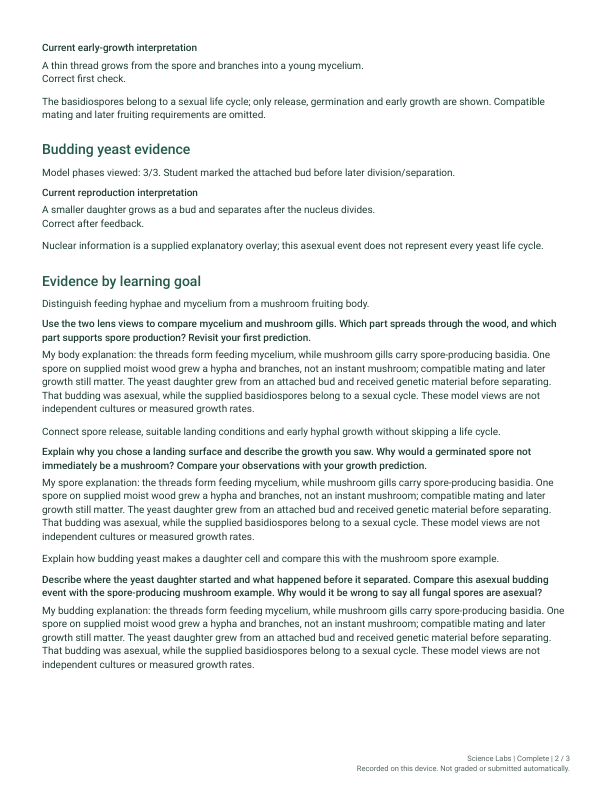 Current early-growth interpretation
A thin thread grows from the spore and branches into a young mycelium.
Correct first check.
The basidiospores belong to a sexual life cycle; only release, germination and early growth are shown. Compatible
mating and later fruiting requirements are omitted.
Budding yeast evidence
Model phases viewed: 3/3. Student marked the attached bud before later division/separation.
Current reproduction interpretation
A smaller daughter grows as a bud and separates after the nucleus divides.
Correct after feedback.
Nuclear information is a supplied explanatory overlay; this asexual event does not represent every yeast life cycle.
Evidence by learning goal
Distinguish feeding hyphae and mycelium from a mushroom fruiting body.
Use the two lens views to compare mycelium and mushroom gills. Which part spreads through the wood, and which
part supports spore production? Revisit your first prediction.
My body explanation: the threads form feeding mycelium, while mushroom gills carry spore-producing basidia. One
spore on supplied moist wood grew a hypha and branches, not an instant mushroom; compatible mating and later
growth still matter. The yeast daughter grew from an attached bud and received genetic material before separating.
That budding was asexual, while the supplied basidiospores belong to a sexual cycle. These model views are not
independent cultures or measured growth rates.
Connect spore release, suitable landing conditions and early hyphal growth without skipping a life cycle.
Explain why you chose a landing surface and describe the growth you saw. Why would a germinated spore not
immediately be a mushroom? Compare your observations with your growth prediction.
My spore explanation: the threads form feeding mycelium, while mushroom gills carry spore-producing basidia. One
spore on supplied moist wood grew a hypha and branches, not an instant mushroom; compatible mating and later
growth still matter. The yeast daughter grew from an attached bud and received genetic material before separating.
That budding was asexual, while the supplied basidiospores belong to a sexual cycle. These model views are not
independent cultures or measured growth rates.
Explain how budding yeast makes a daughter cell and compare this with the mushroom spore example.
Describe where the yeast daughter started and what happened before it separated. Compare this asexual budding
event with the spore-producing mushroom example. Why would it be wrong to say all fungal spores are asexual?
My budding explanation: the threads form feeding mycelium, while mushroom gills carry spore-producing basidia. One
spore on supplied moist wood grew a hypha and branches, not an instant mushroom; compatible mating and later
growth still matter. The yeast daughter grew from an attached bud and received genetic material before separating.
That budding was asexual, while the supplied basidiospores belong to a sexual cycle. These model views are not
independent cultures or measured growth rates.
Science Labs | Complete | 2 / 3
Recorded on this device. Not graded or submitted automatically.